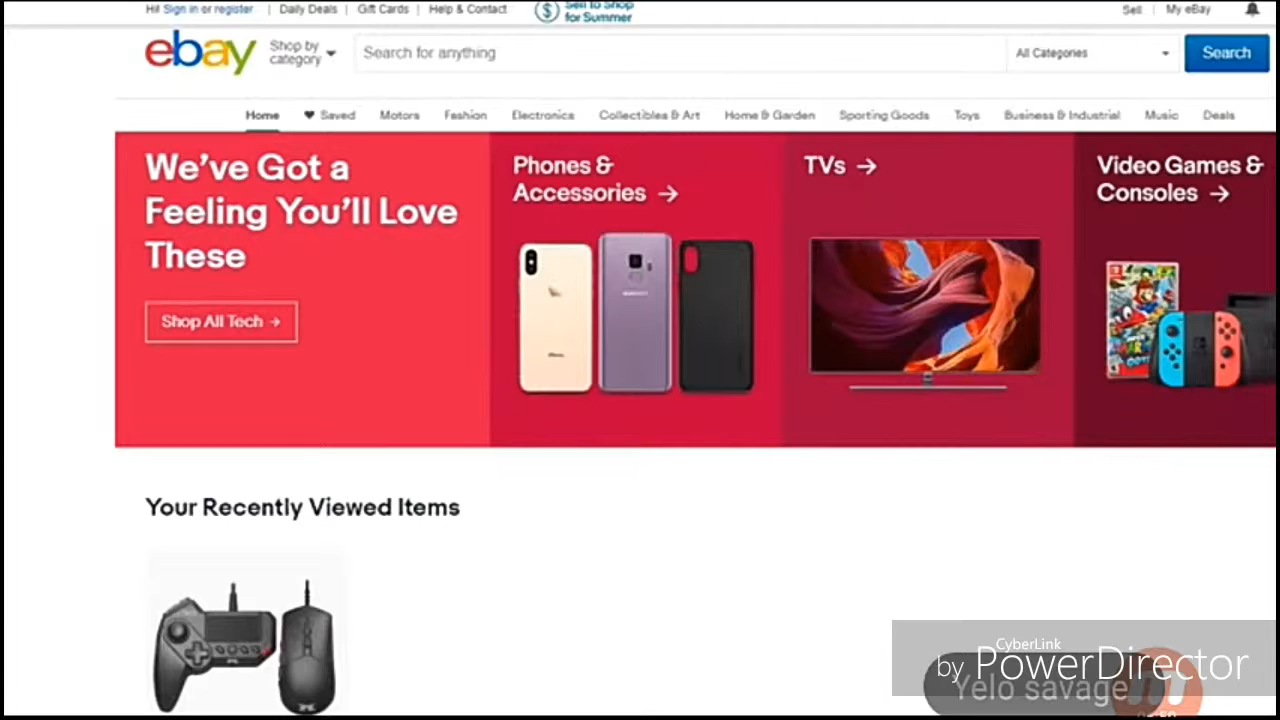 Hi! Sign in or register | Daily Deals | Gift Cards | Help & Contact
Sell to Shop
for Summer
Sell
My eBay
ebay
Shop by
category
Search for anything
All Categories
Search
Home
Saved
Motors
Fashion
Electronics
Collectibles & Art
Home & Garden
Sporting Goods
Toys
Business & Industrial
Music
Deals
We've Got a
Feeling You'll Love
These
Shop All Tech →
Phones &
Accessories →
TVs →
Video Games &
Consoles →
Your Recently Viewed Items
CyberLink
by PowerDirector
Yelo savage